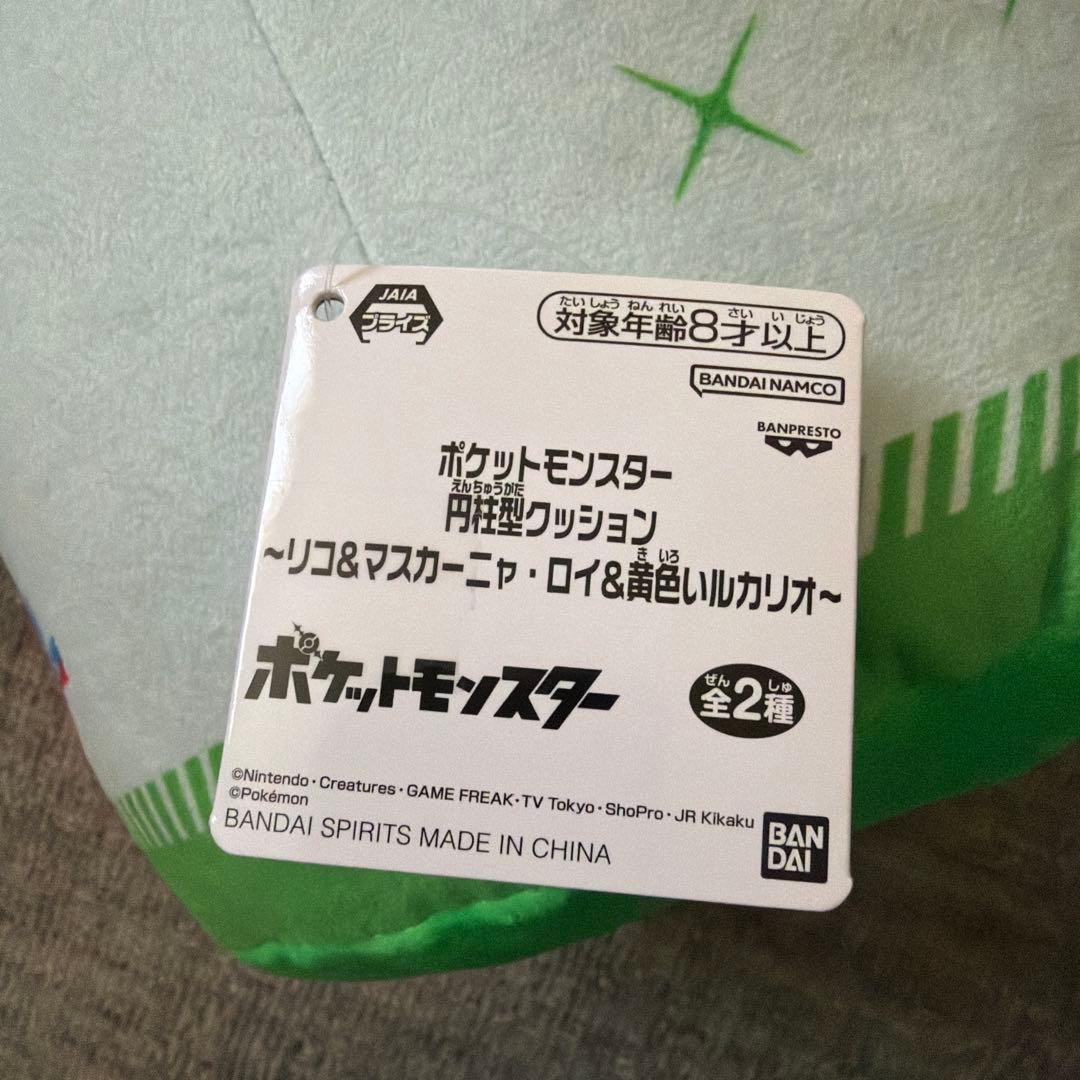 JAIA
プライズ
たいしょうねんれい さいいじょう
対象年齢8才以上
BANDAI NAMCO
BANPRESTO
ポケットモンスター
えんちゅうがた
円柱型クッション
きいろ
~リコ&マスカーニャ・ロイ&黄色いルカリオ~
ポケットモンスター
ぜん しゅ
全2種
©Nintendo・Creatures・GAME FREAK・TV Tokyo・ShoPro・JR Kikaku
©Pokémon
BANDAI SPIRITS MADE IN CHINA
BAN
DAI